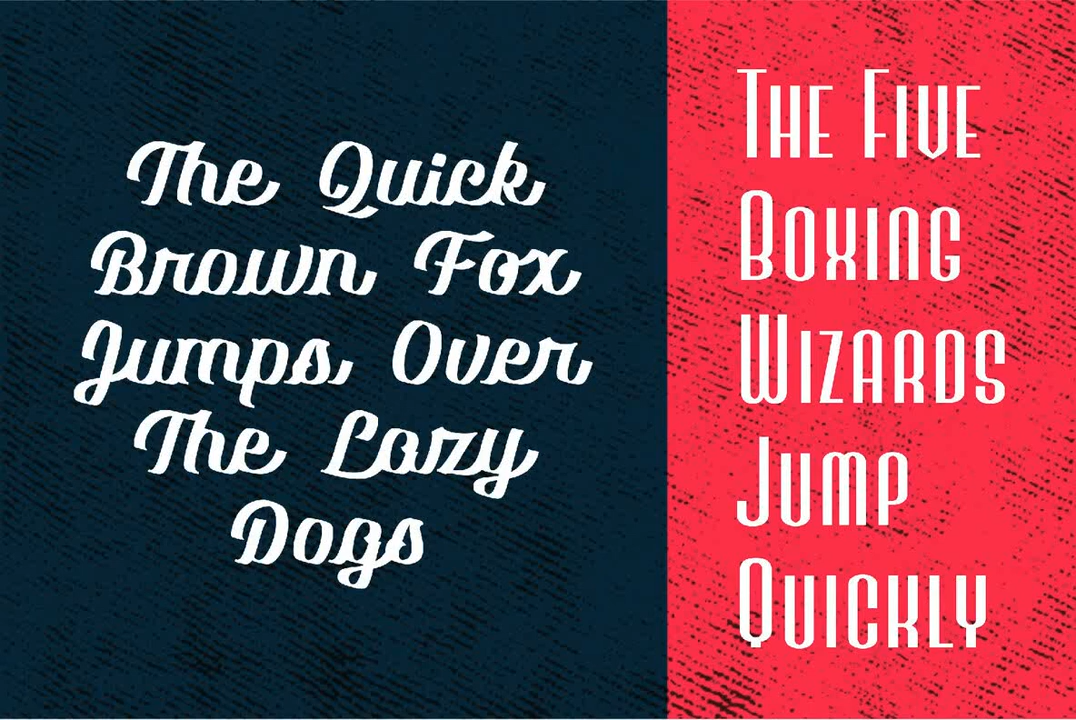 The Quick
Brown Fox
Jumps Over
The Lazy
Dogs
The Five
Boxing
Wizards
Jump
Quickly